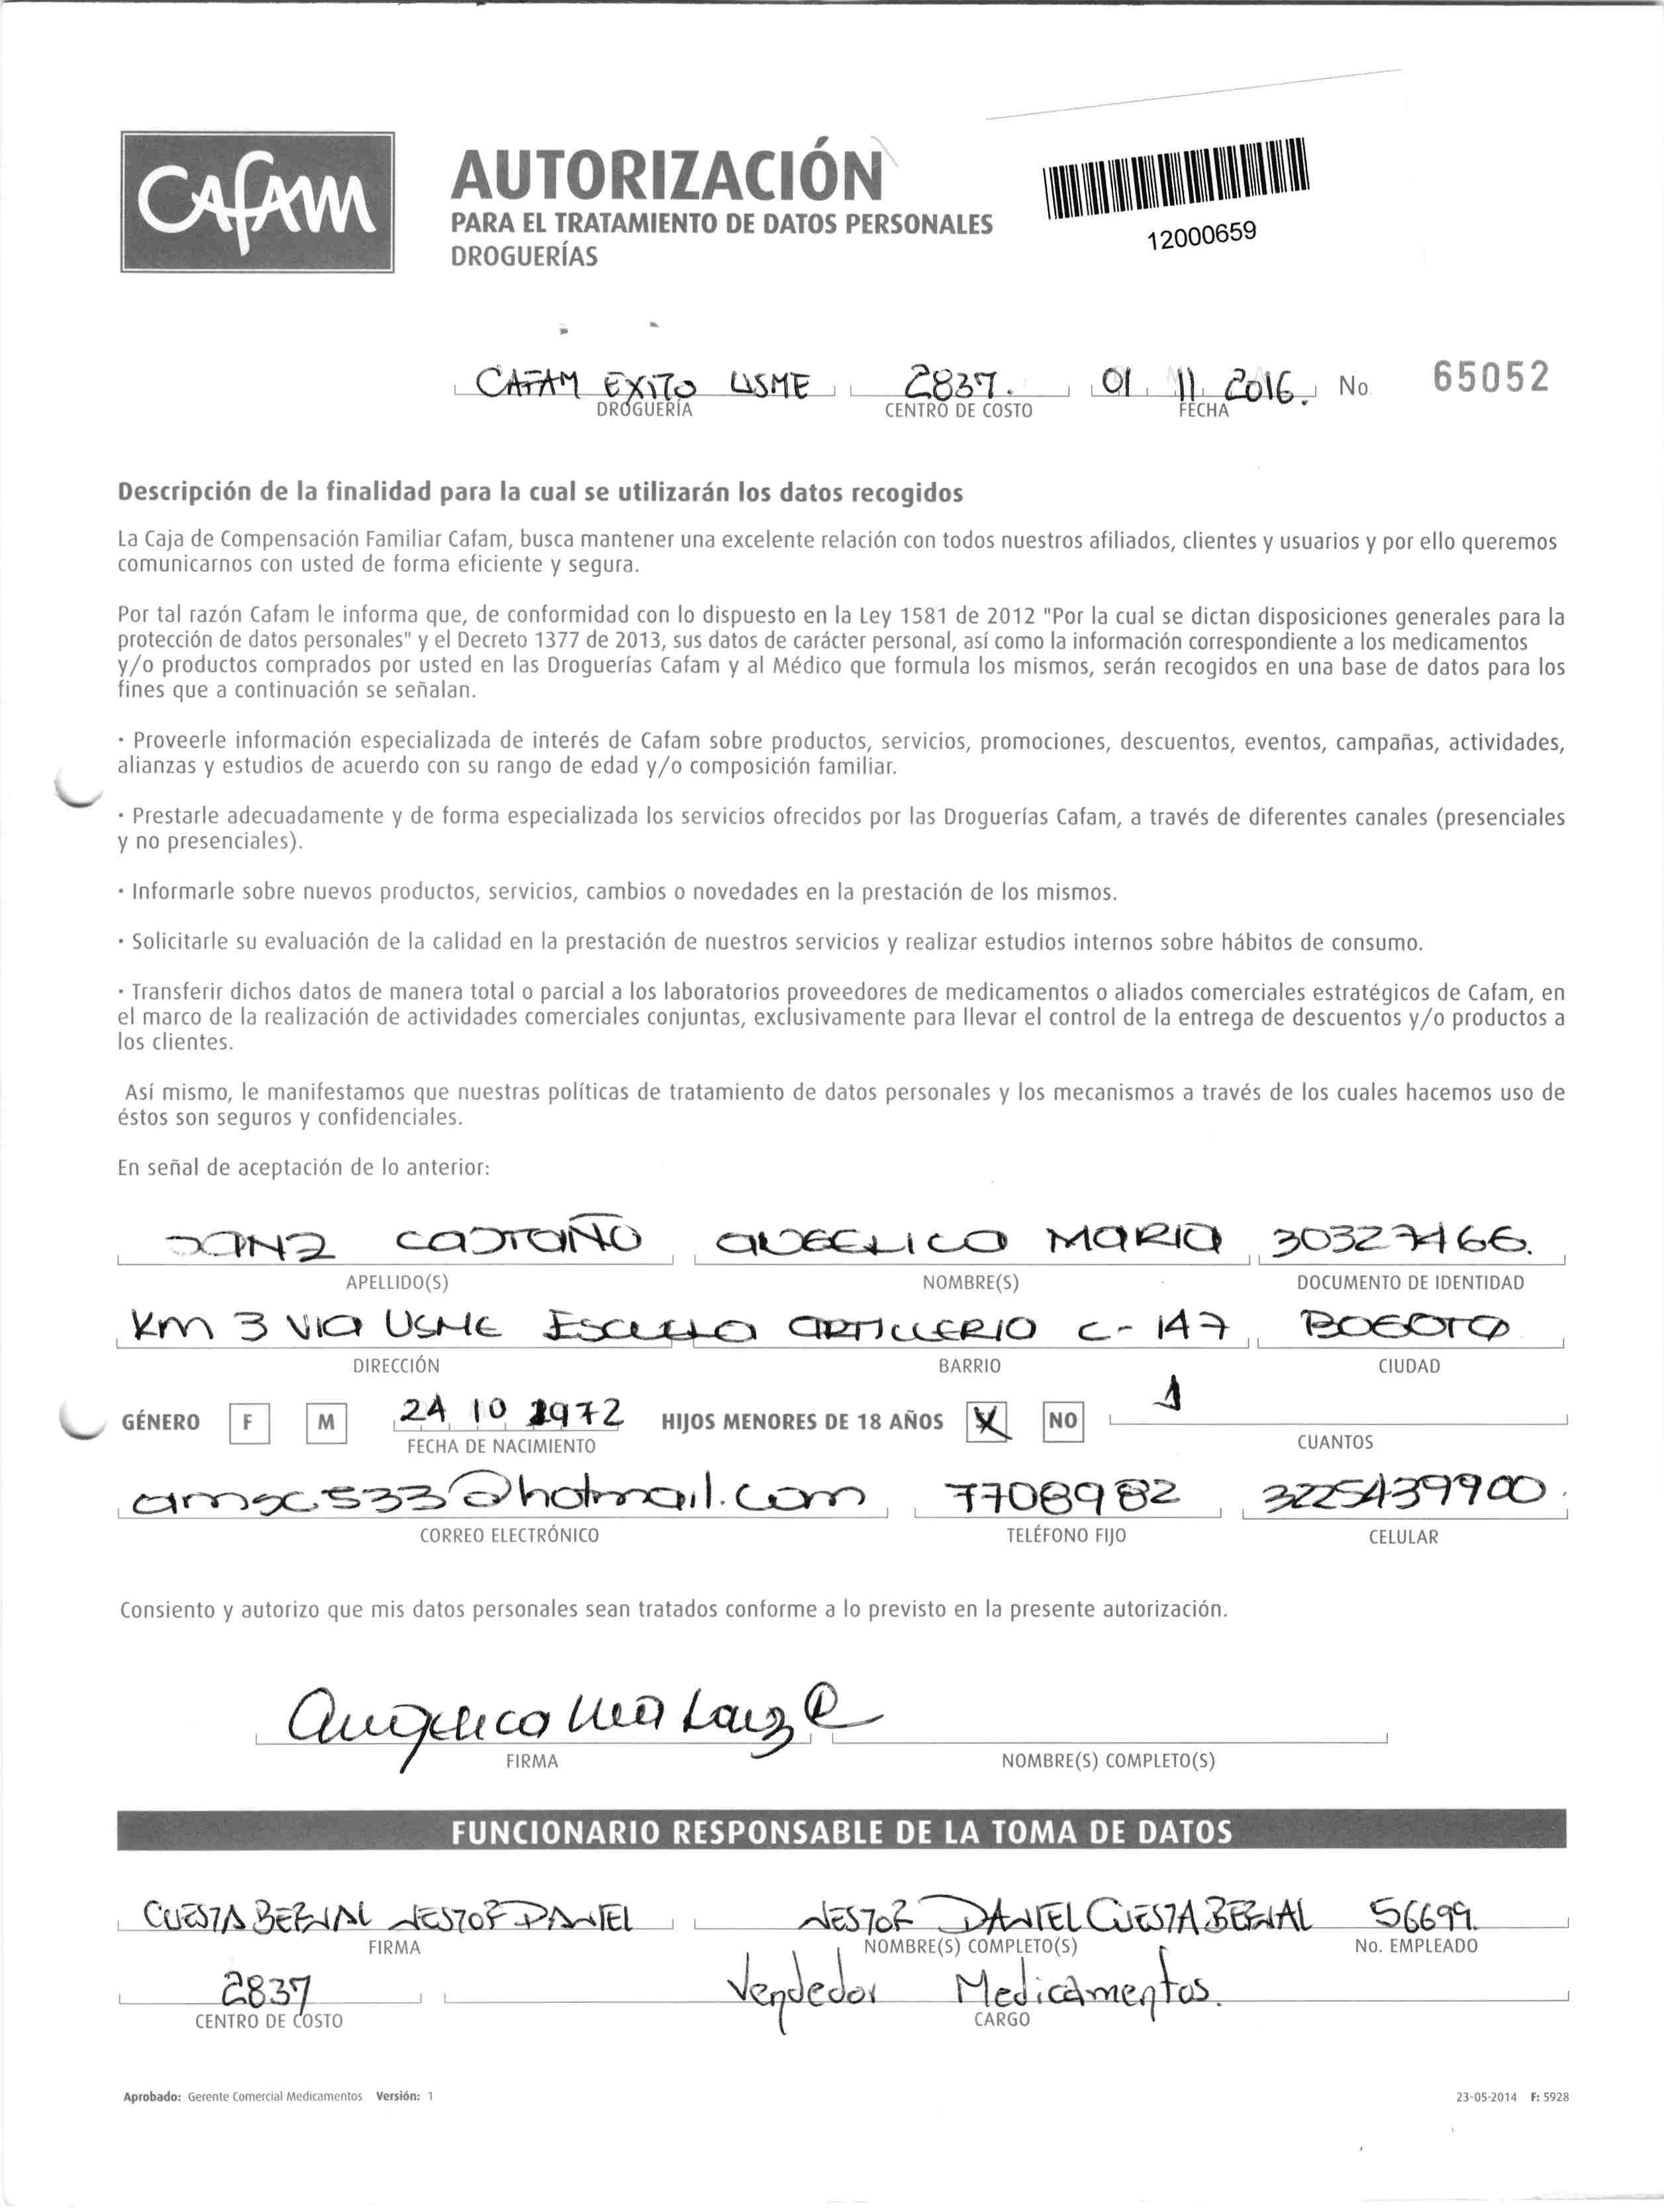 Cafam
AUTORIZACIÓN
PARA EL TRATAMIENTO DE DATOS PERSONALES
DROGUERÍAS
12000659
CAFAM EXITO USME 2837. 01 11 2016. No. 65052
DROGUERÍA CENTRO DE COSTO FECHA
Descripción de la finalidad para la cual se utilizarán los datos recogidos
La Caja de Compensación Familiar Cafam, busca mantener una excelente relación con todos nuestros afiliados, clientes y usuarios y por ello queremos
comunicarnos con usted de forma eficiente y segura.
Por tal razón Cafam le informa que, de conformidad con lo dispuesto en la Ley 1581 de 2012 "Por la cual se dictan disposiciones generales para la
protección de datos personales" y el Decreto 1377 de 2013, sus datos de carácter personal, así como la información correspondiente a los medicamentos
y/o productos comprados por usted en las Droguerías Cafam y al Médico que formula los mismos, serán recogidos en una base de datos para los
fines que a continuación se señalan.
· Proveerle información especializada de interés de Cafam sobre productos, servicios, promociones, descuentos, eventos, campañas, actividades,
alianzas y estudios de acuerdo con su rango de edad y/o composición familiar.
· Prestarle adecuadamente y de forma especializada los servicios ofrecidos por las Droguerías Cafam, a través de diferentes canales (presenciales
y no presenciales).
· Informarle sobre nuevos productos, servicios, cambios o novedades en la prestación de los mismos.
· Solicitarle su evaluación de la calidad en la prestación de nuestros servicios y realizar estudios internos sobre hábitos de consumo.
· Transferir dichos datos de manera total o parcial a los laboratorios proveedores de medicamentos o aliados comerciales estratégicos de Cafam, en
el marco de la realización de actividades comerciales conjuntas, exclusivamente para llevar el control de la entrega de descuentos y/o productos a
los clientes.
Así mismo, le manifestamos que nuestras políticas de tratamiento de datos personales y los mecanismos a través de los cuales hacemos uso de
éstos son seguros y confidenciales.
En señal de aceptación de lo anterior:
SANZ CASTAÑO ANGELICA MARIA 30327466.
APELLIDO(S) NOMBRE(S) DOCUMENTO DE IDENTIDAD
Km 3 VIA USME ESCUELA ARTILLERIA C-147 BOGOTA
DIRECCIÓN BARRIO CIUDAD
GÉNERO F M 24 10 1972 HIJOS MENORES DE 18 AÑOS X NO 1
FECHA DE NACIMIENTO CUANTOS
amsc533@hotmail.com 7708982 3225439900.
CORREO ELECTRÓNICO TELÉFONO FIJO CELULAR
Consiento y autorizo que mis datos personales sean tratados conforme a lo previsto en la presente autorización.
Angelica
FIRMA NOMBRE(S) COMPLETO(S)
FUNCIONARIO RESPONSABLE DE LA TOMA DE DATOS
CUESTA BERNAL NESTOR DANIEL NESTOR DANIEL CUESTA BERNAL 56699.
FIRMA NOMBRE(S) COMPLETO(S) No. EMPLEADO
2837 Vendedor Medicamentos.
CENTRO DE COSTO CARGO
Aprobado: Gerente Comercial Medicamentos Versión: 1 23-05-2014 F: 5928